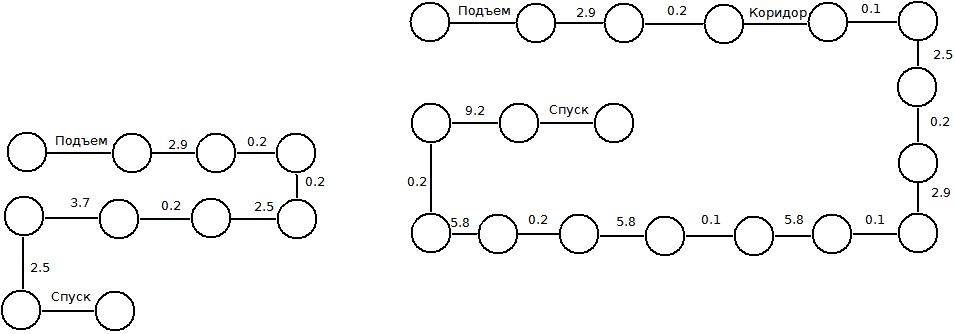 Подъем 2.9 0.2
0.2
3.7 0.2 2.5
2.5
Спуск
Подъем 2.9 0.2 Коридор 0.1
2.5
9.2 Спуск
0.2
0.2
2.9
5.8 0.2 5.8 0.1 5.8 0.1